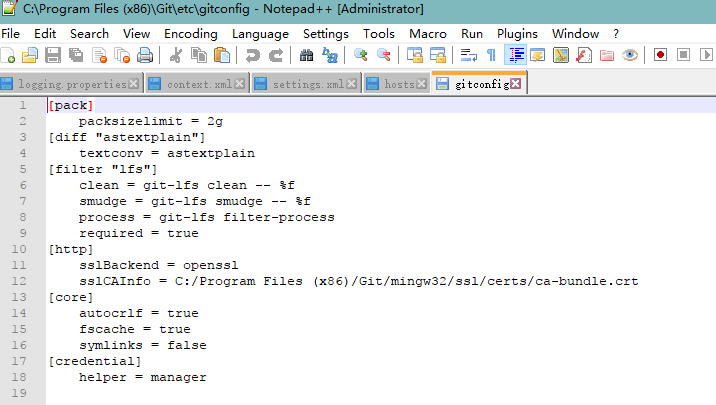 C:\Program Files (x86)\Git\etc\gitconfig - Notepad++ [Administrator]
File Edit Search View Encoding Language Settings Tools Macro Run Plugins Window ?
logging.properties context.xml settings.xml hosts gitconfig
1 [pack]
2 packsizelimit = 2g
3 [diff "astextplain"]
4 textconv = astextplain
5 [filter "lfs"]
6 clean = git-lfs clean -- %f
7 smudge = git-lfs smudge -- %f
8 process = git-lfs filter-process
9 required = true
10 [http]
11 sslBackend = openssl
12 sslCAInfo = C:/Program Files (x86)/Git/mingw32/ssl/certs/ca-bundle.crt
13 [core]
14 autocrlf = true
15 fscache = true
16 symlinks = false
17 [credential]
18 helper = manager
19